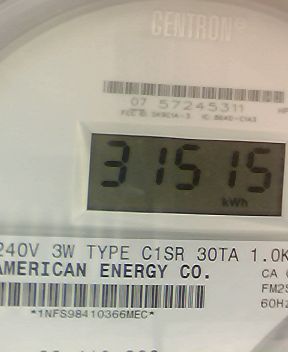 CENTRON®
07 57245311
31515
kWh
240V 3W TYPE C1SR 30TA 1.0K
AMERICAN ENERGY CO.
CA
FM2S
60Hz
*1NFS98410366MEC*